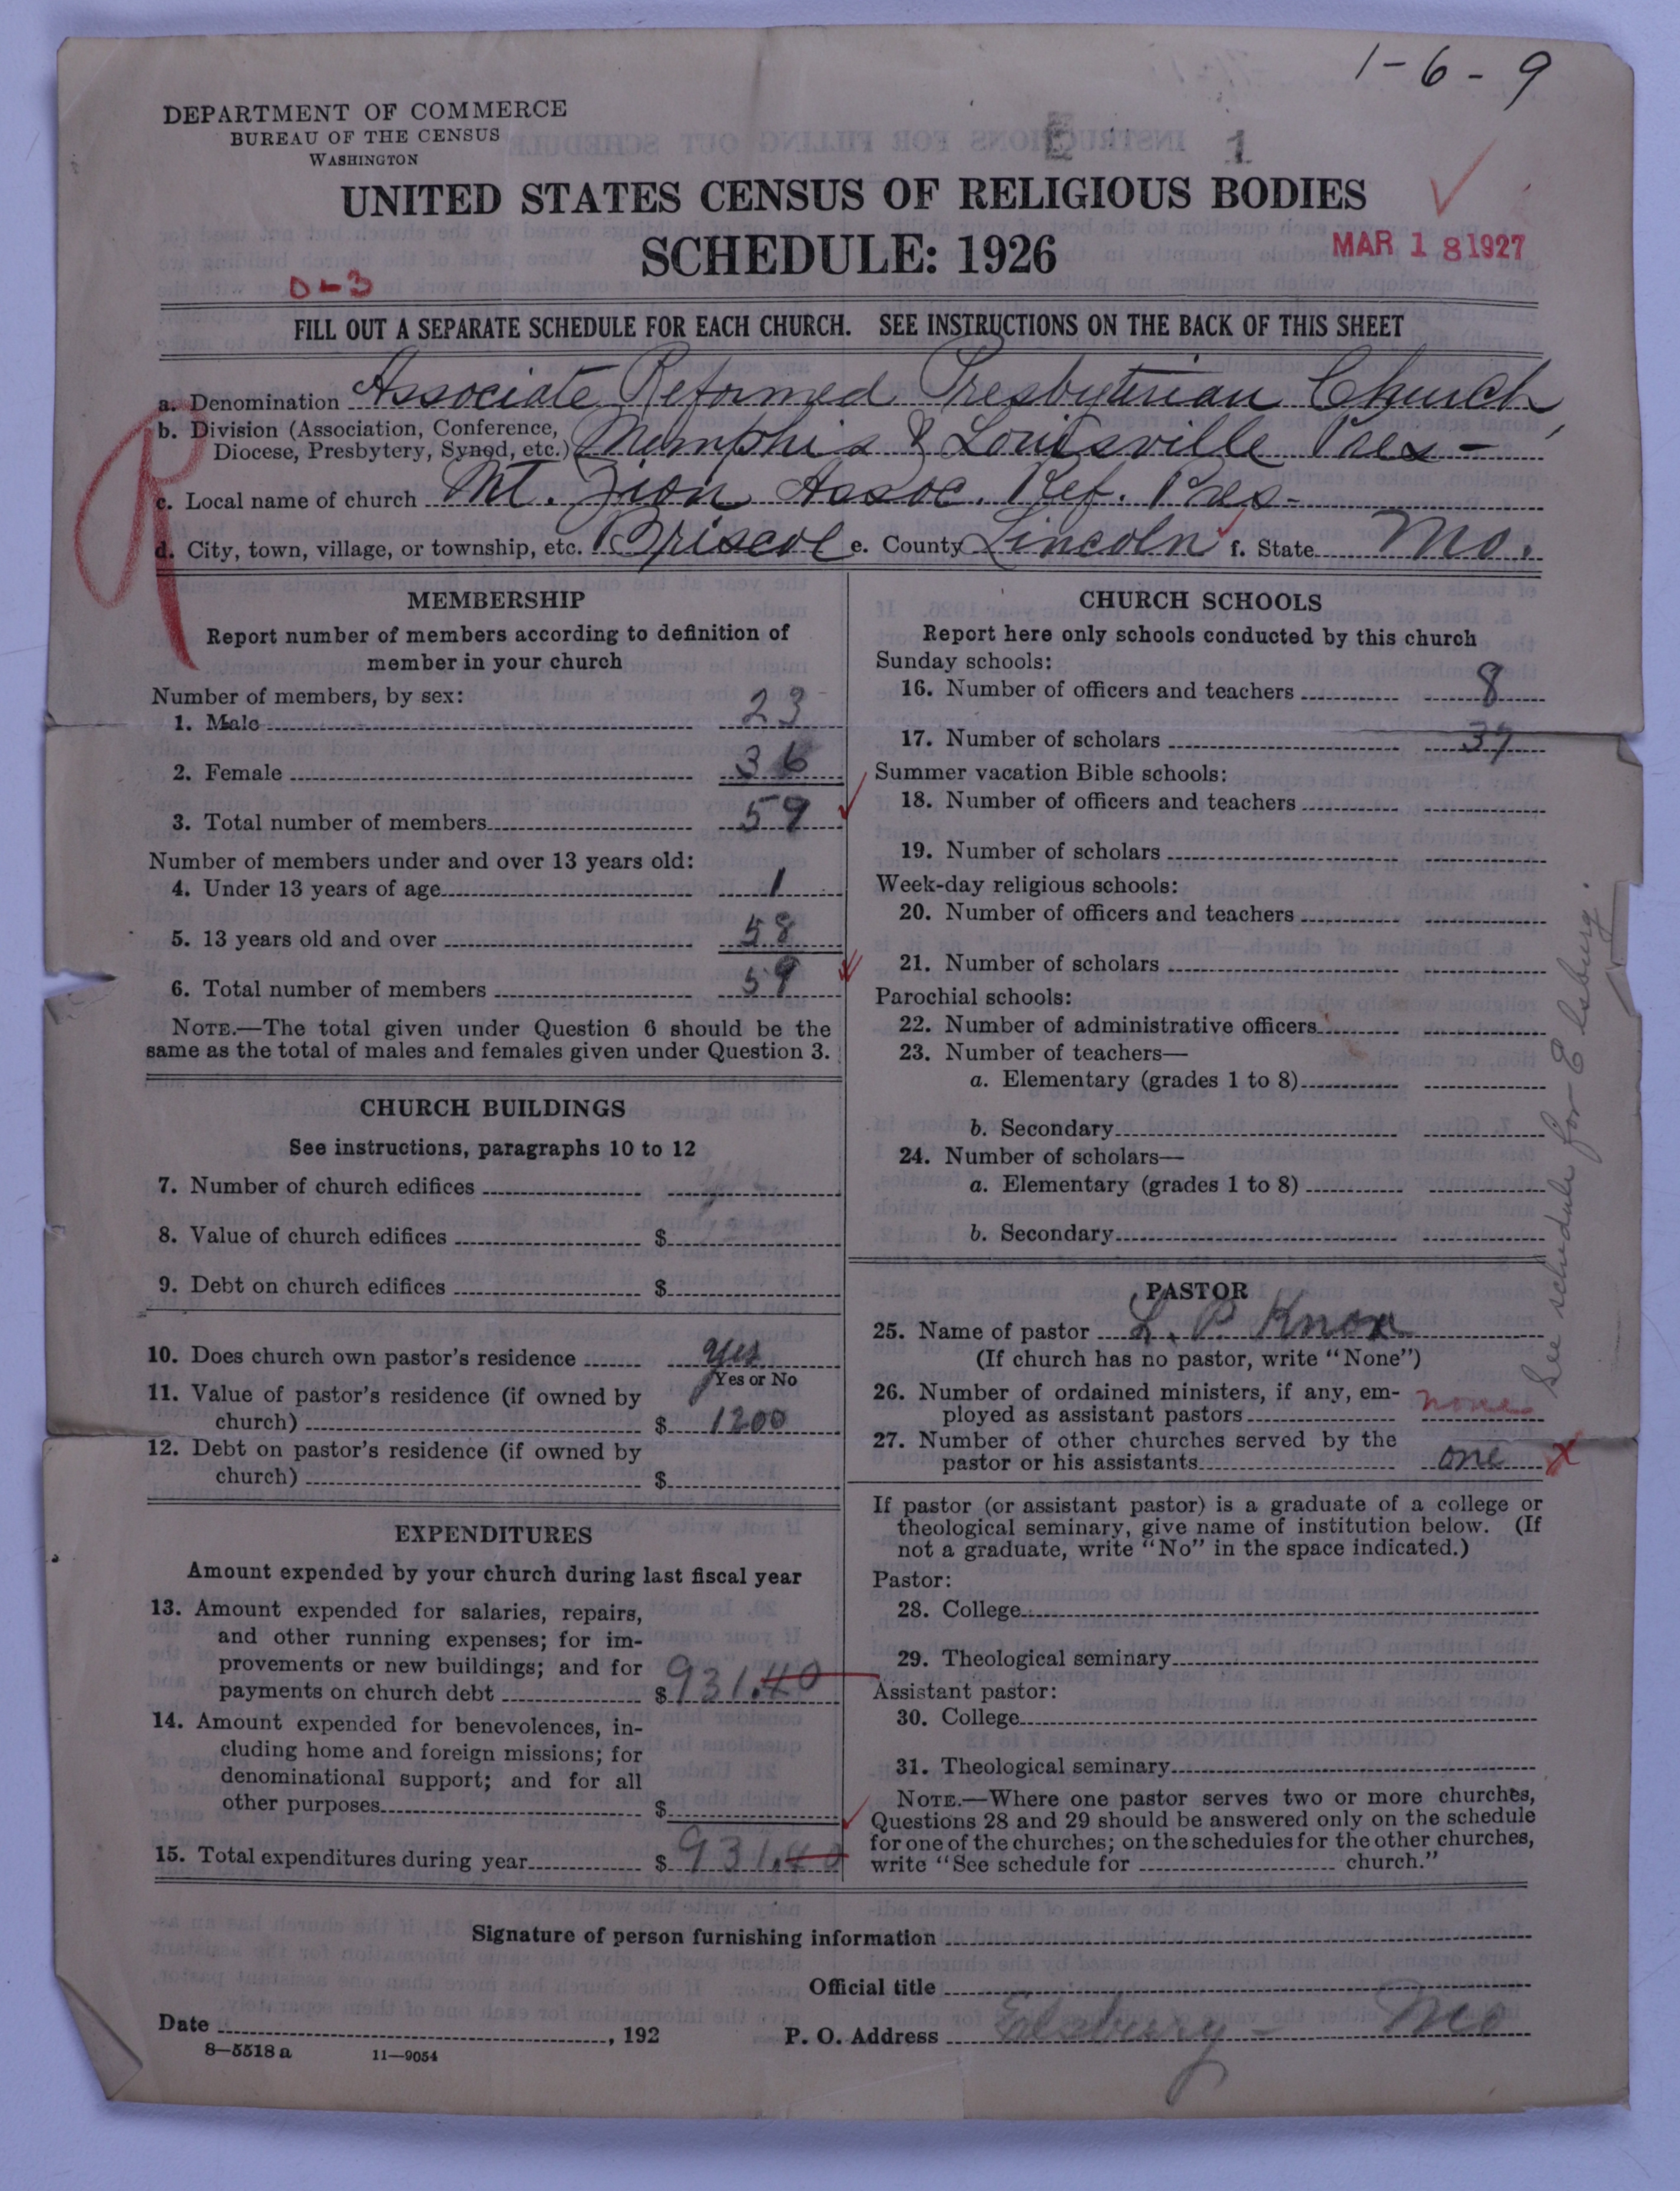 1-6-9
DEPARTMENT OF COMMERCE
BUREAU OF THE CENSUS
WASHINGTON
E 1
UNITED STATES CENSUS OF RELIGIOUS BODIES
SCHEDULE: 1926
MAR 18 1927
0-3
FILL OUT A SEPARATE SCHEDULE FOR EACH CHURCH. SEE INSTRUCTIONS ON THE BACK OF THIS SHEET
R
a. Denomination Associate Reformed Presbyterian Church,
b. Division (Association, Conference,
Diocese, Presbytery, Synod, etc.) Memphis & Louisville Pres-
c. Local name of church Mt. Zion Assoc. Ref. Pres-
d. City, town, village, or township, etc. Briscoe e. County Lincoln f. State Mo.
MEMBERSHIP
Report number of members according to definition of
member in your church
Number of members, by sex:
1. Male 23
2. Female 36
3. Total number of members 59
Number of members under and over 13 years old:
4. Under 13 years of age 1
5. 13 years old and over 58
6. Total number of members 59
NOTE.—The total given under Question 6 should be the
same as the total of males and females given under Question 3.
CHURCH BUILDINGS
See instructions, paragraphs 10 to 12
7. Number of church edifices
8. Value of church edifices $
9. Debt on church edifices $
10. Does church own pastor's residence yes
Yes or No
11. Value of pastor's residence (if owned by
church) $ 1200
12. Debt on pastor's residence (if owned by
church) $
EXPENDITURES
Amount expended by your church during last fiscal year
13. Amount expended for salaries, repairs,
and other running expenses; for im-
provements or new buildings; and for
payments on church debt $ 931.40
14. Amount expended for benevolences, in-
cluding home and foreign missions; for
denominational support; and for all
other purposes $
15. Total expenditures during year $ 931.40
CHURCH SCHOOLS
Report here only schools conducted by this church
Sunday schools:
16. Number of officers and teachers 8
17. Number of scholars 37
Summer vacation Bible schools:
18. Number of officers and teachers
19. Number of scholars
Week-day religious schools:
20. Number of officers and teachers
21. Number of scholars
Parochial schools:
22. Number of administrative officers
23. Number of teachers—
a. Elementary (grades 1 to 8)
b. Secondary
24. Number of scholars—
a. Elementary (grades 1 to 8)
b. Secondary
PASTOR
25. Name of pastor L. P. Knox
(If church has no pastor, write "None")
26. Number of ordained ministers, if any, em-
ployed as assistant pastors none
27. Number of other churches served by the
pastor or his assistants one X
If pastor (or assistant pastor) is a graduate of a college or
theological seminary, give name of institution below. (If
not a graduate, write "No" in the space indicated.)
Pastor:
28. College
29. Theological seminary
Assistant pastor:
30. College
31. Theological seminary
NOTE.—Where one pastor serves two or more churches,
Questions 28 and 29 should be answered only on the schedule
for one of the churches; on the schedules for the other churches,
write "See schedule for church."
See schedule for Elsburg.
Signature of person furnishing information
Official title
Date , 192
P. O. Address Elsberry - Mo
8—5518 a 11—9054